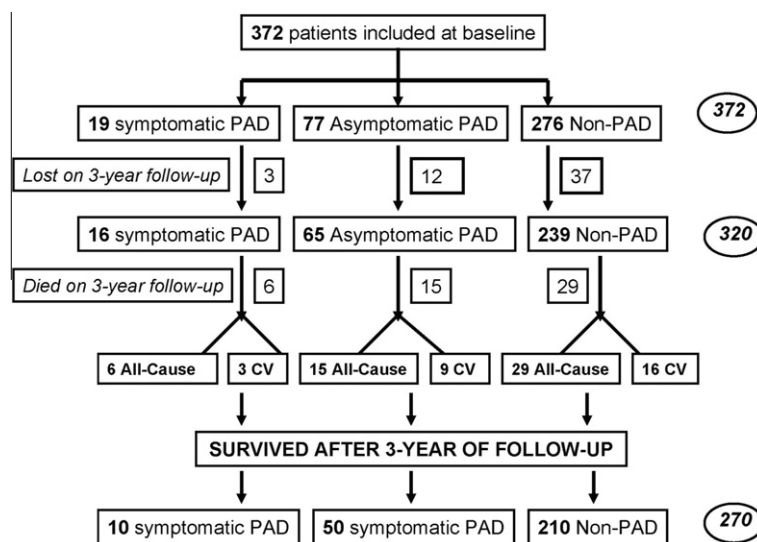 372 patients included at baseline
19 symptomatic PAD
77 Asymptomatic PAD
276 Non-PAD
372
Lost on 3-year follow-up
3
12
37
16 symptomatic PAD
65 Asymptomatic PAD
239 Non-PAD
320
Died on 3-year follow-up
6
15
29
6 All-Cause
3 CV
15 All-Cause
9 CV
29 All-Cause
16 CV
SURVIVED AFTER 3-YEAR OF FOLLOW-UP
10 symptomatic PAD
50 symptomatic PAD
210 Non-PAD
270